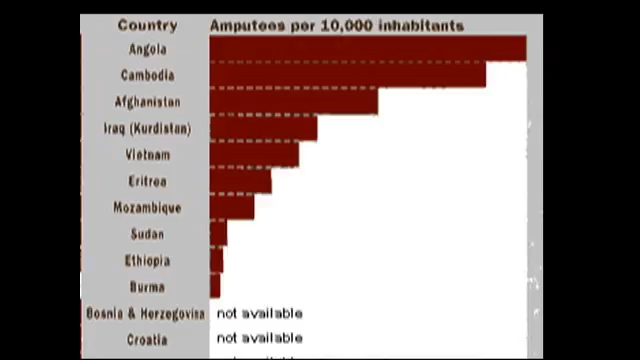 Country Amputees per 10,000 inhabitants
Angola
Cambodia
Afghanistan
Iraq (Kurdistan)
Vietnam
Eritrea
Mozambique
Sudan
Ethiopia
Burma
Bosnia & Herzegovina not available
Croatia not available